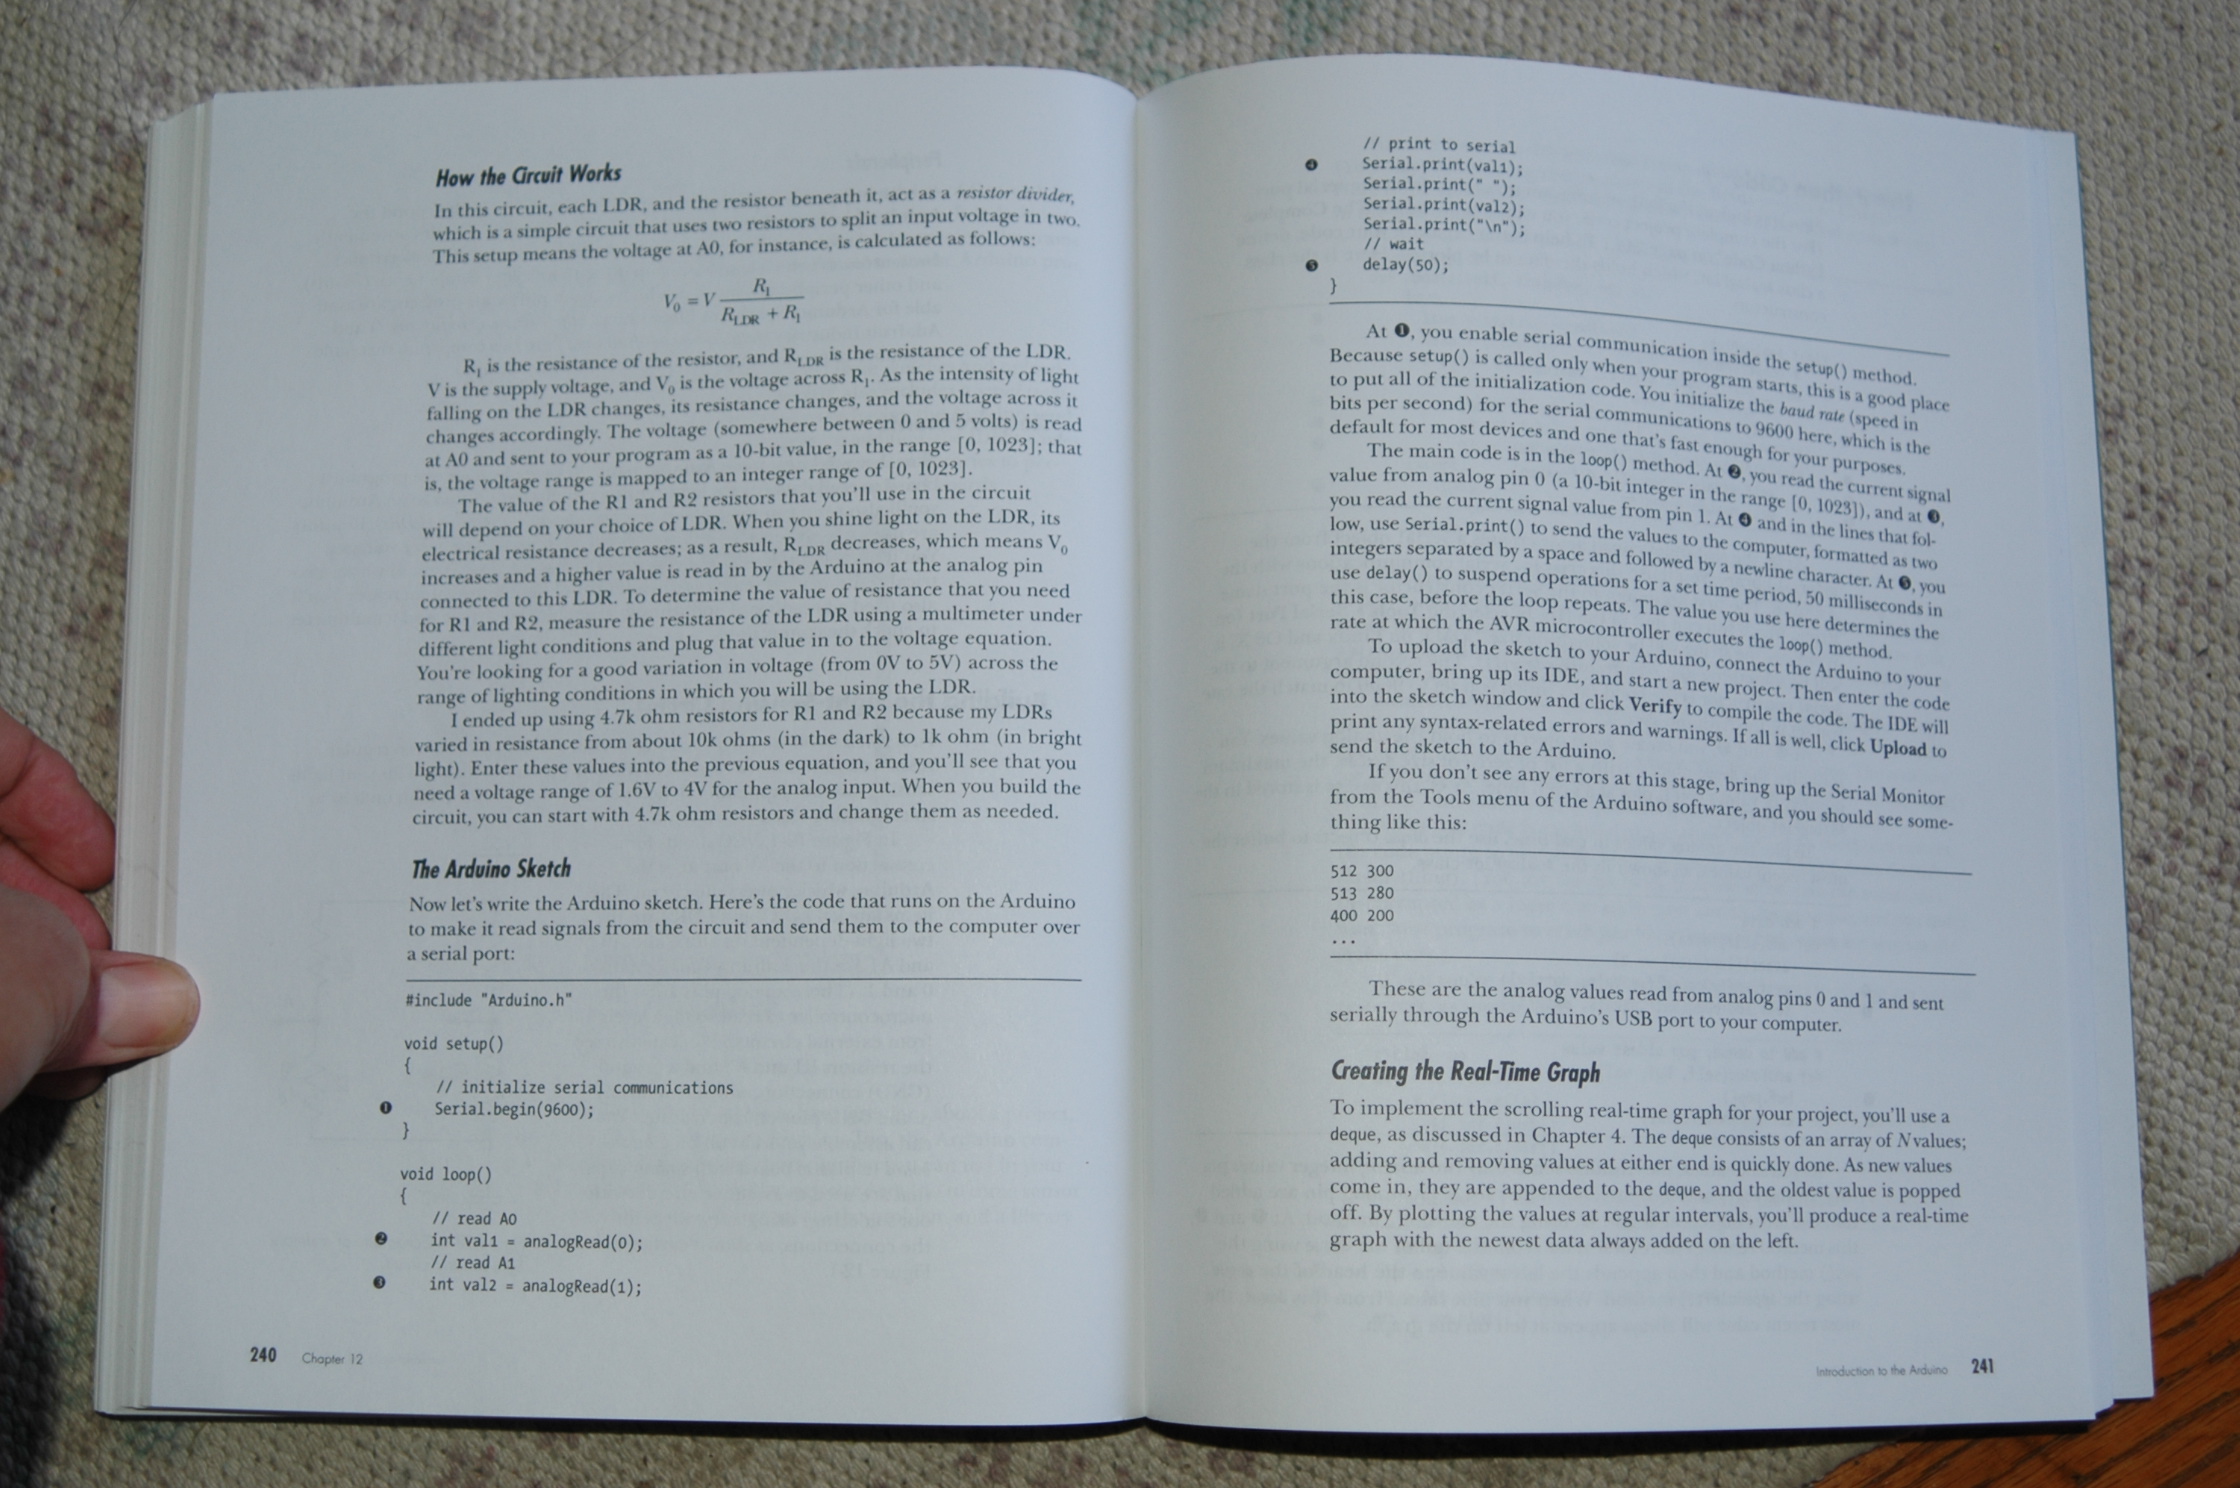 How the Circuit Works
In this circuit, each LDR, and the resistor beneath it, act as a resistor divider,
which is a simple circuit that uses two resistors to split an input voltage in two.
This setup means the voltage at A0, for instance, is calculated as follows:
V0 = V R1 / (RLDR + R1)
R1 is the resistance of the resistor, and RLDR is the resistance of the LDR.
V is the supply voltage, and V0 is the voltage across R1. As the intensity of light
falling on the LDR changes, its resistance changes, and the voltage across it
changes accordingly. The voltage (somewhere between 0 and 5 volts) is read
at A0 and sent to your program as a 10-bit value, in the range [0, 1023]; that
is, the voltage range is mapped to an integer range of [0, 1023].
The value of the R1 and R2 resistors that you'll use in the circuit
will depend on your choice of LDR. When you shine light on the LDR, its
electrical resistance decreases; as a result, RLDR decreases, which means V0
increases and a higher value is read in by the Arduino at the analog pin
connected to this LDR. To determine the value of resistance that you need
for R1 and R2, measure the resistance of the LDR using a multimeter under
different light conditions and plug that value in to the voltage equation.
You're looking for a good variation in voltage (from 0V to 5V) across the
range of lighting conditions in which you will be using the LDR.
I ended up using 4.7k ohm resistors for R1 and R2 because my LDRs
varied in resistance from about 10k ohms (in the dark) to 1k ohm (in bright
light). Enter these values into the previous equation, and you'll see that you
need a voltage range of 1.6V to 4V for the analog input. When you build the
circuit, you can start with 4.7k ohm resistors and change them as needed.
The Arduino Sketch
Now let's write the Arduino sketch. Here's the code that runs on the Arduino
to make it read signals from the circuit and send them to the computer over
a serial port:
#include "Arduino.h"
void setup()
{
// initialize serial communications
❶ Serial.begin(9600);
}
void loop()
{
// read A0
❷ int val1 = analogRead(0);
// read A1
❸ int val2 = analogRead(1);
240 Chapter 12
// print to serial
❹ Serial.print(val1);
Serial.print(" ");
Serial.print(val2);
Serial.print("\n");
// wait
❺ delay(50);
}
At ❶, you enable serial communication inside the setup() method.
Because setup() is called only when your program starts, this is a good place
to put all of the initialization code. You initialize the baud rate (speed in
bits per second) for the serial communications to 9600 here, which is the
default for most devices and one that's fast enough for your purposes.
The main code is in the loop() method. At ❷, you read the current signal
value from analog pin 0 (a 10-bit integer in the range [0, 1023]), and at ❸,
you read the current signal value from pin 1. At ❹ and in the lines that fol-
low, use Serial.print() to send the values to the computer, formatted as two
integers separated by a space and followed by a newline character. At ❺, you
use delay() to suspend operations for a set time period, 50 milliseconds in
this case, before the loop repeats. The value you use here determines the
rate at which the AVR microcontroller executes the loop() method.
To upload the sketch to your Arduino, connect the Arduino to your
computer, bring up its IDE, and start a new project. Then enter the code
into the sketch window and click Verify to compile the code. The IDE will
print any syntax-related errors and warnings. If all is well, click Upload to
send the sketch to the Arduino.
If you don't see any errors at this stage, bring up the Serial Monitor
from the Tools menu of the Arduino software, and you should see some-
thing like this:
512 300
513 280
400 200
...
These are the analog values read from analog pins 0 and 1 and sent
serially through the Arduino's USB port to your computer.
Creating the Real-Time Graph
To implement the scrolling real-time graph for your project, you'll use a
deque, as discussed in Chapter 4. The deque consists of an array of N values;
adding and removing values at either end is quickly done. As new values
come in, they are appended to the deque, and the oldest value is popped
off. By plotting the values at regular intervals, you'll produce a real-time
graph with the newest data always added on the left.
Introduction to the Arduino 241